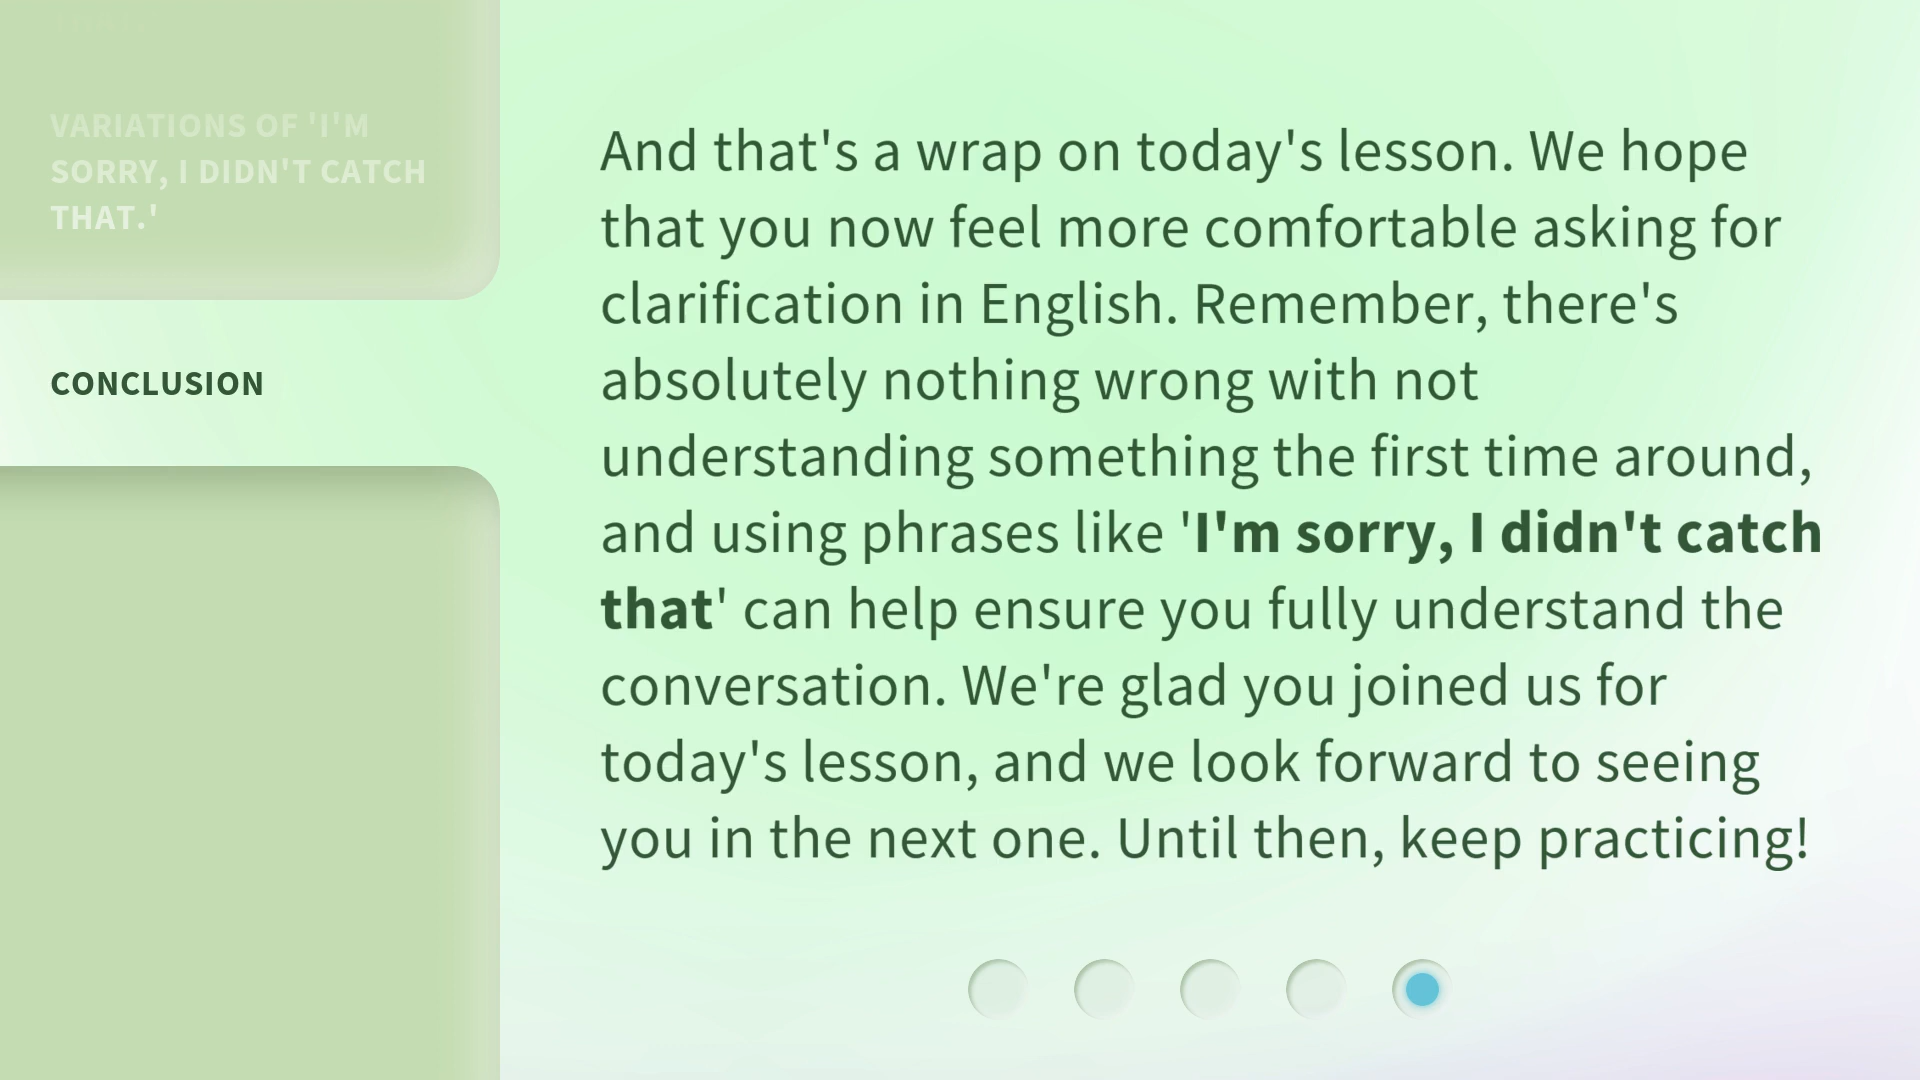 VARIATIONS OF 'I'M
SORRY, I DIDN'T CATCH
THAT.'
CONCLUSION
And that's a wrap on today's lesson. We hope
that you now feel more comfortable asking for
clarification in English. Remember, there's
absolutely nothing wrong with not
understanding something the first time around,
and using phrases like 'I'm sorry, I didn't catch
that' can help ensure you fully understand the
conversation. We're glad you joined us for
today's lesson, and we look forward to seeing
you in the next one. Until then, keep practicing!